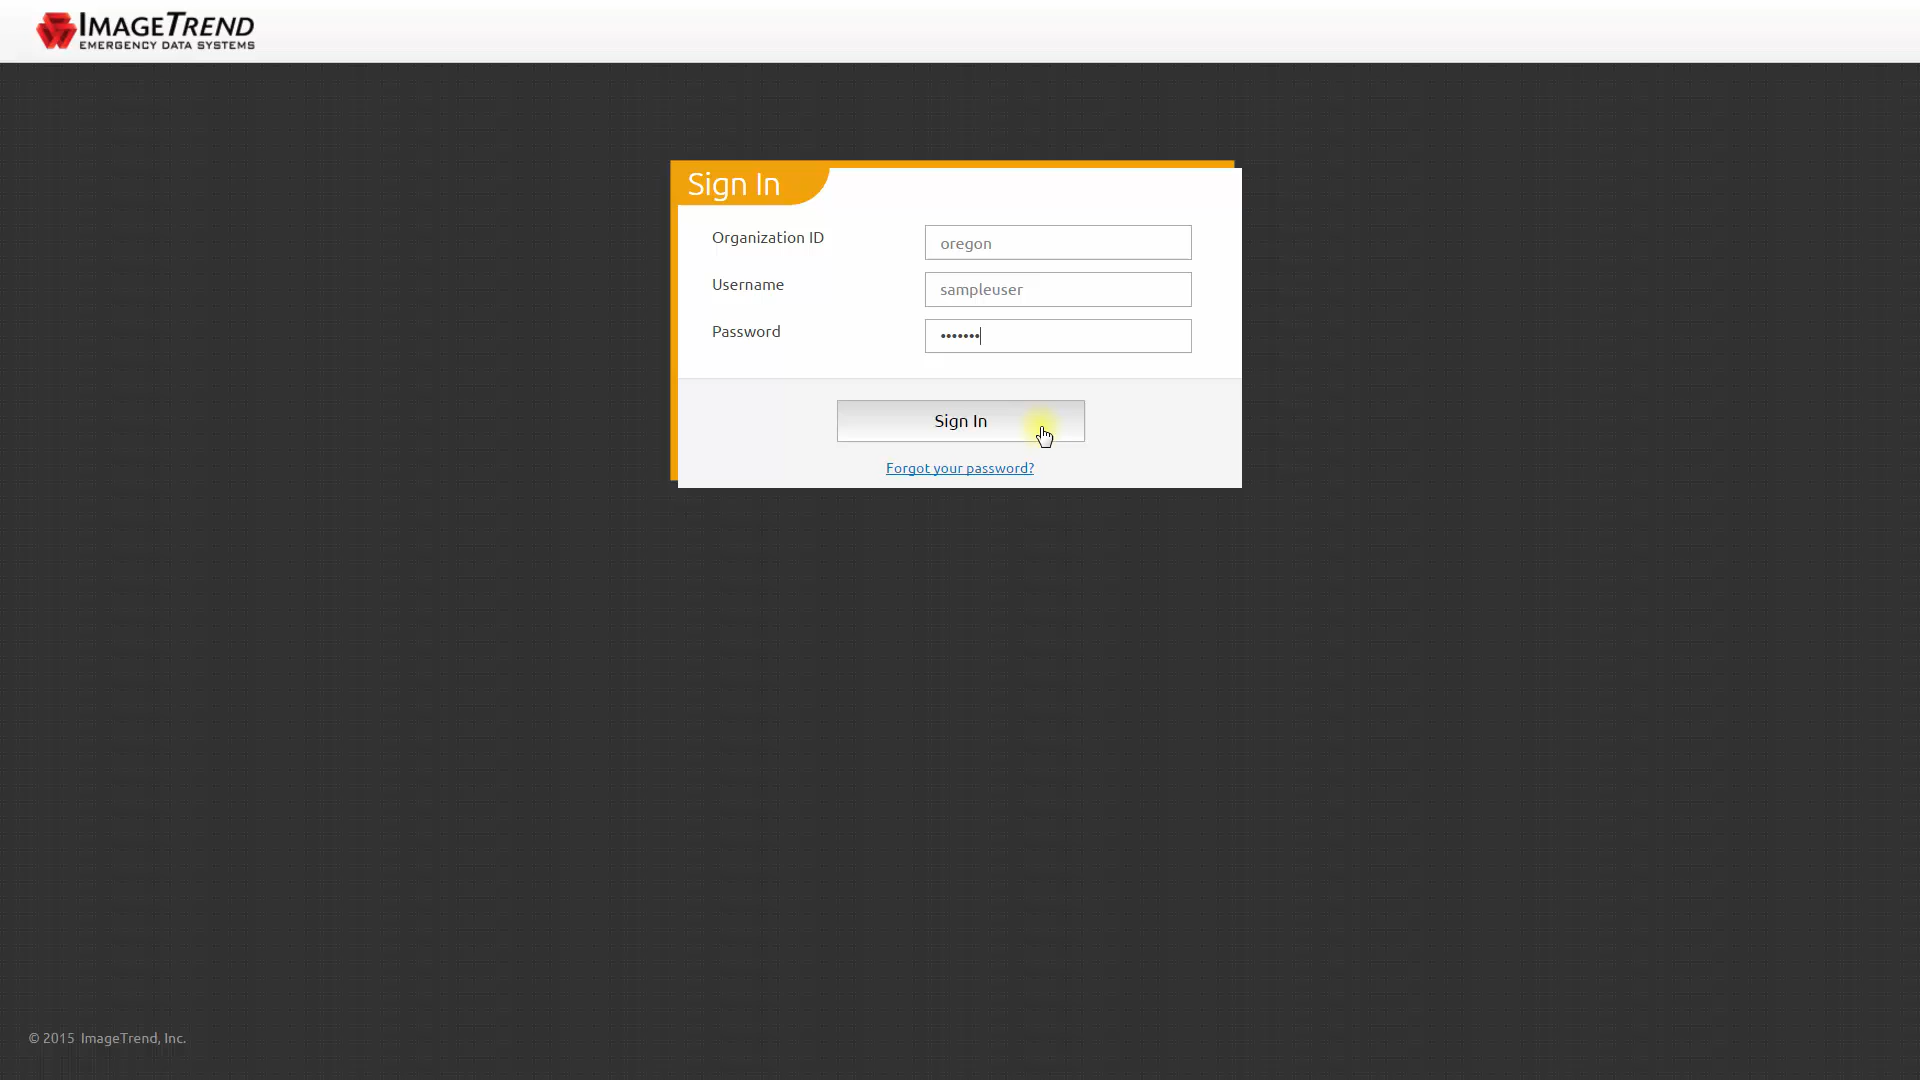 IMAGETREND
EMERGENCY DATA SYSTEMS
Sign In
Organization ID
oregon
Username
sampleuser
Password
•••••••
Sign In
Forgot your password?
© 2015 ImageTrend, Inc.